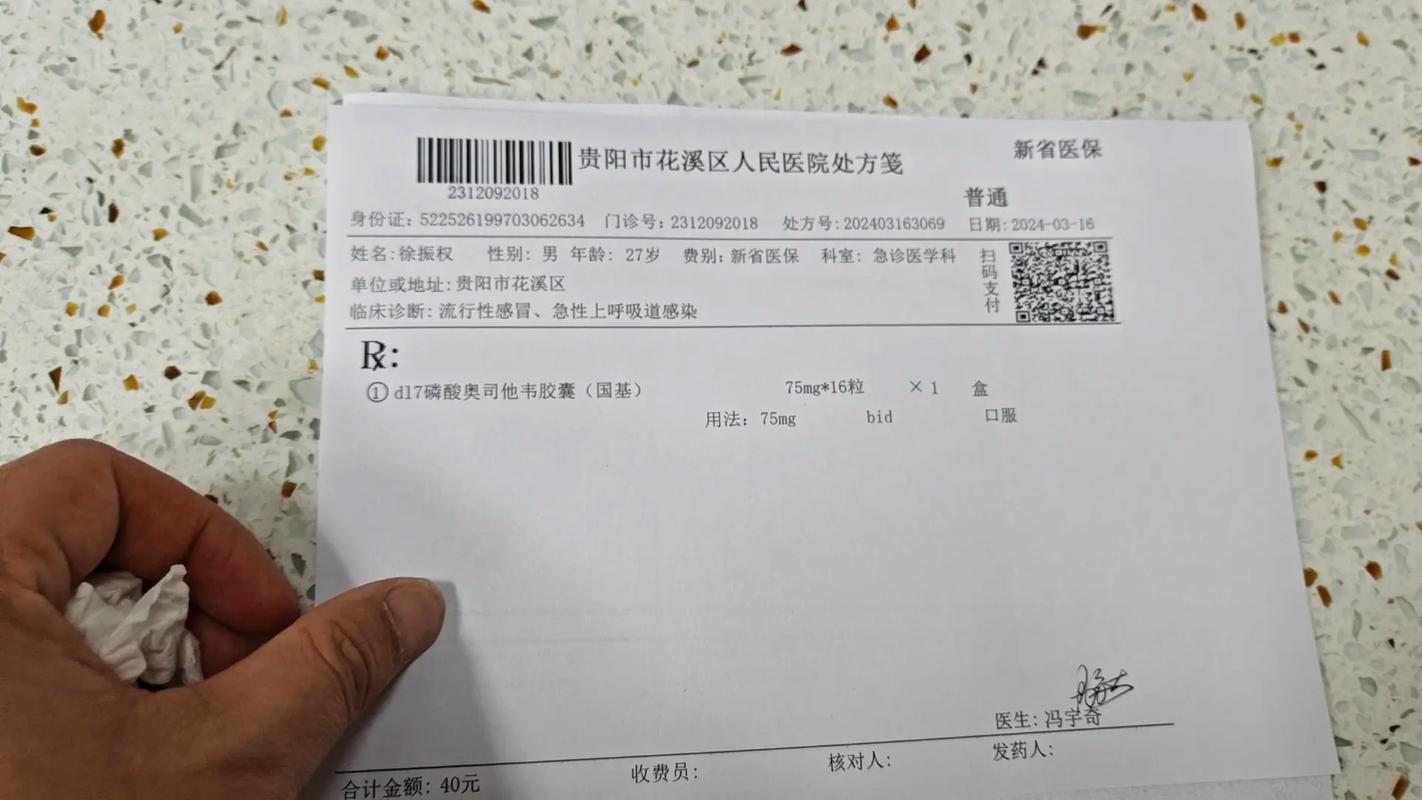 贵阳市花溪区人民医院处方笺
新省医保
2312092018
普通
身份证: 522526199703062634 门诊号: 2312092018 处方号: 202403163069 日期: 2024-03-16
姓名: 徐振权 性别: 男 年龄: 27岁 费别: 新省医保 科室: 急诊医学科
扫码支付
单位或地址: 贵阳市花溪区
临床诊断: 流行性感冒、急性上呼吸道感染
Rx:
① d17磷酸奥司他韦胶囊（国基） 75mg*16粒 ×1 盒
用法: 75mg bid 口服
医生: 冯宇奇
合计金额: 40元 收费员: 核对人: 发药人: